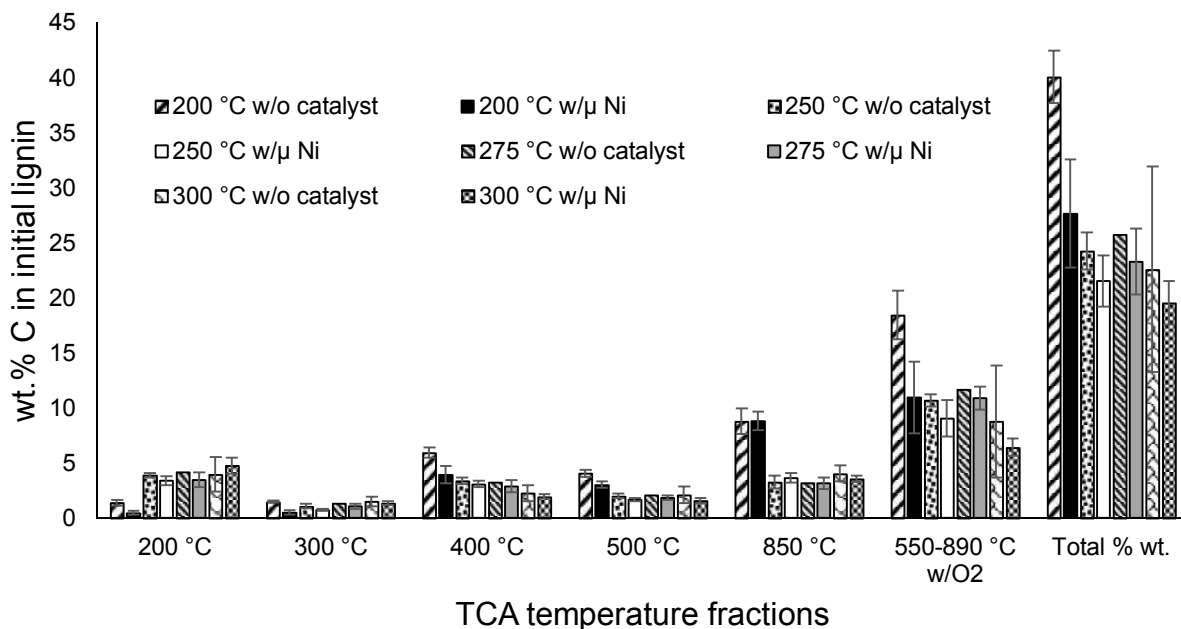 45
40
35
30
25
20
15
10
5
0
wt.% C in initial lignin
200 °C w/o catalyst
200 °C w/µ Ni
250 °C w/o catalyst
250 °C w/µ Ni
275 °C w/o catalyst
275 °C w/µ Ni
300 °C w/o catalyst
300 °C w/µ Ni
200 °C
300 °C
400 °C
500 °C
850 °C
550-890 °C
w/O2
Total % wt.
TCA temperature fractions